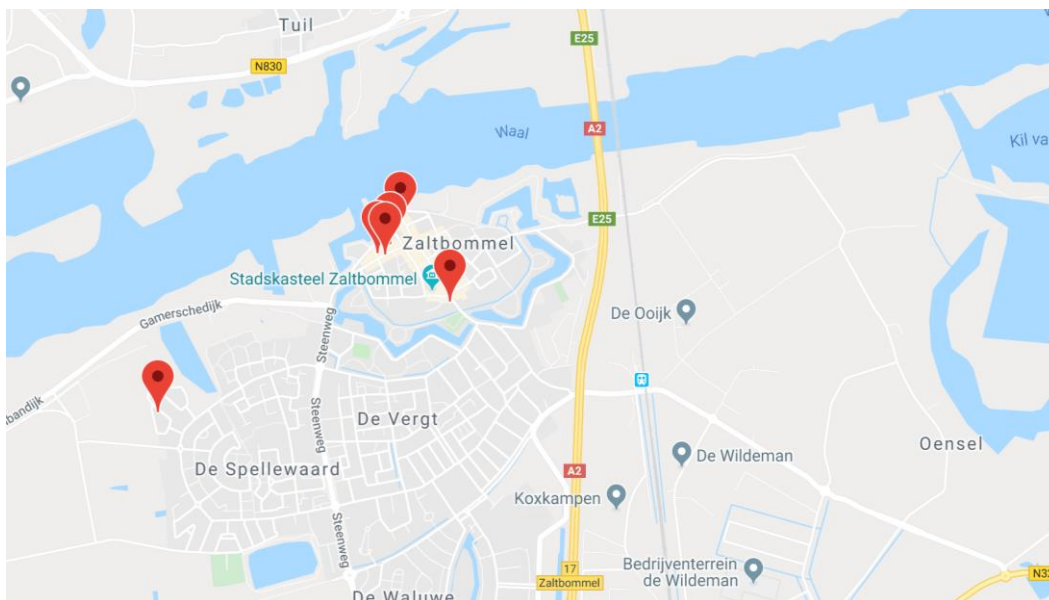 Tuil
N830
E25
Waal
A2
Kil va
E25
Zaltbommel
Stadskasteel Zaltbommel
Gamerschedijk
Steenweg
De Ooijk
bandijk
Steenweg
De Vergt
Oensel
De Spellewaard
De Wildeman
A2
Koxkampen
Steenweg
17
Zaltbommel
Bedrijventerrein
de Wildeman
N32
De Waluwe